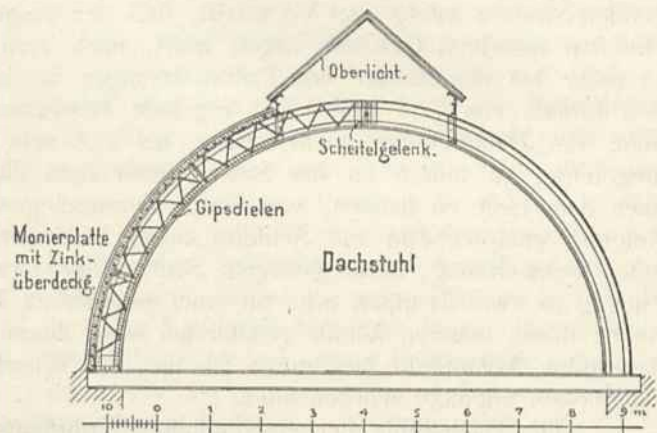 Oberlicht.
Scheitelgelenk.
Gipsdielen
Monierplatte
mit Zink-
überdeckg.
Dachstuhl
10 0 1 2 3 4 5 6 7 8 9 m.